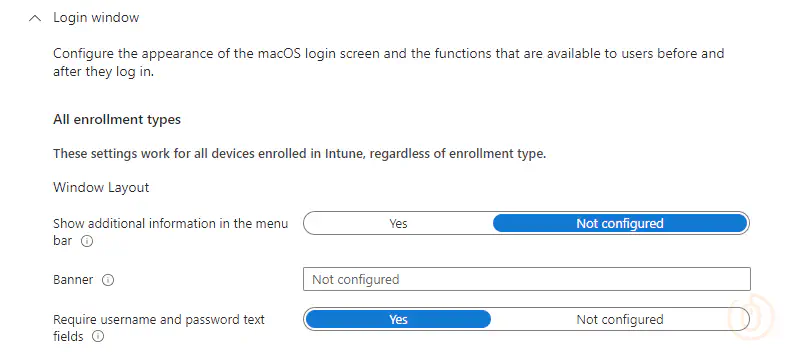 Login window
Configure the appearance of the macOS login screen and the functions that are available to users before and
after they log in.
All enrollment types
These settings work for all devices enrolled in Intune, regardless of enrollment type.
Window Layout
Show additional information in the menu
bar
Yes
Not configured
Banner
Not configured
Require username and password text
fields
Yes
Not configured